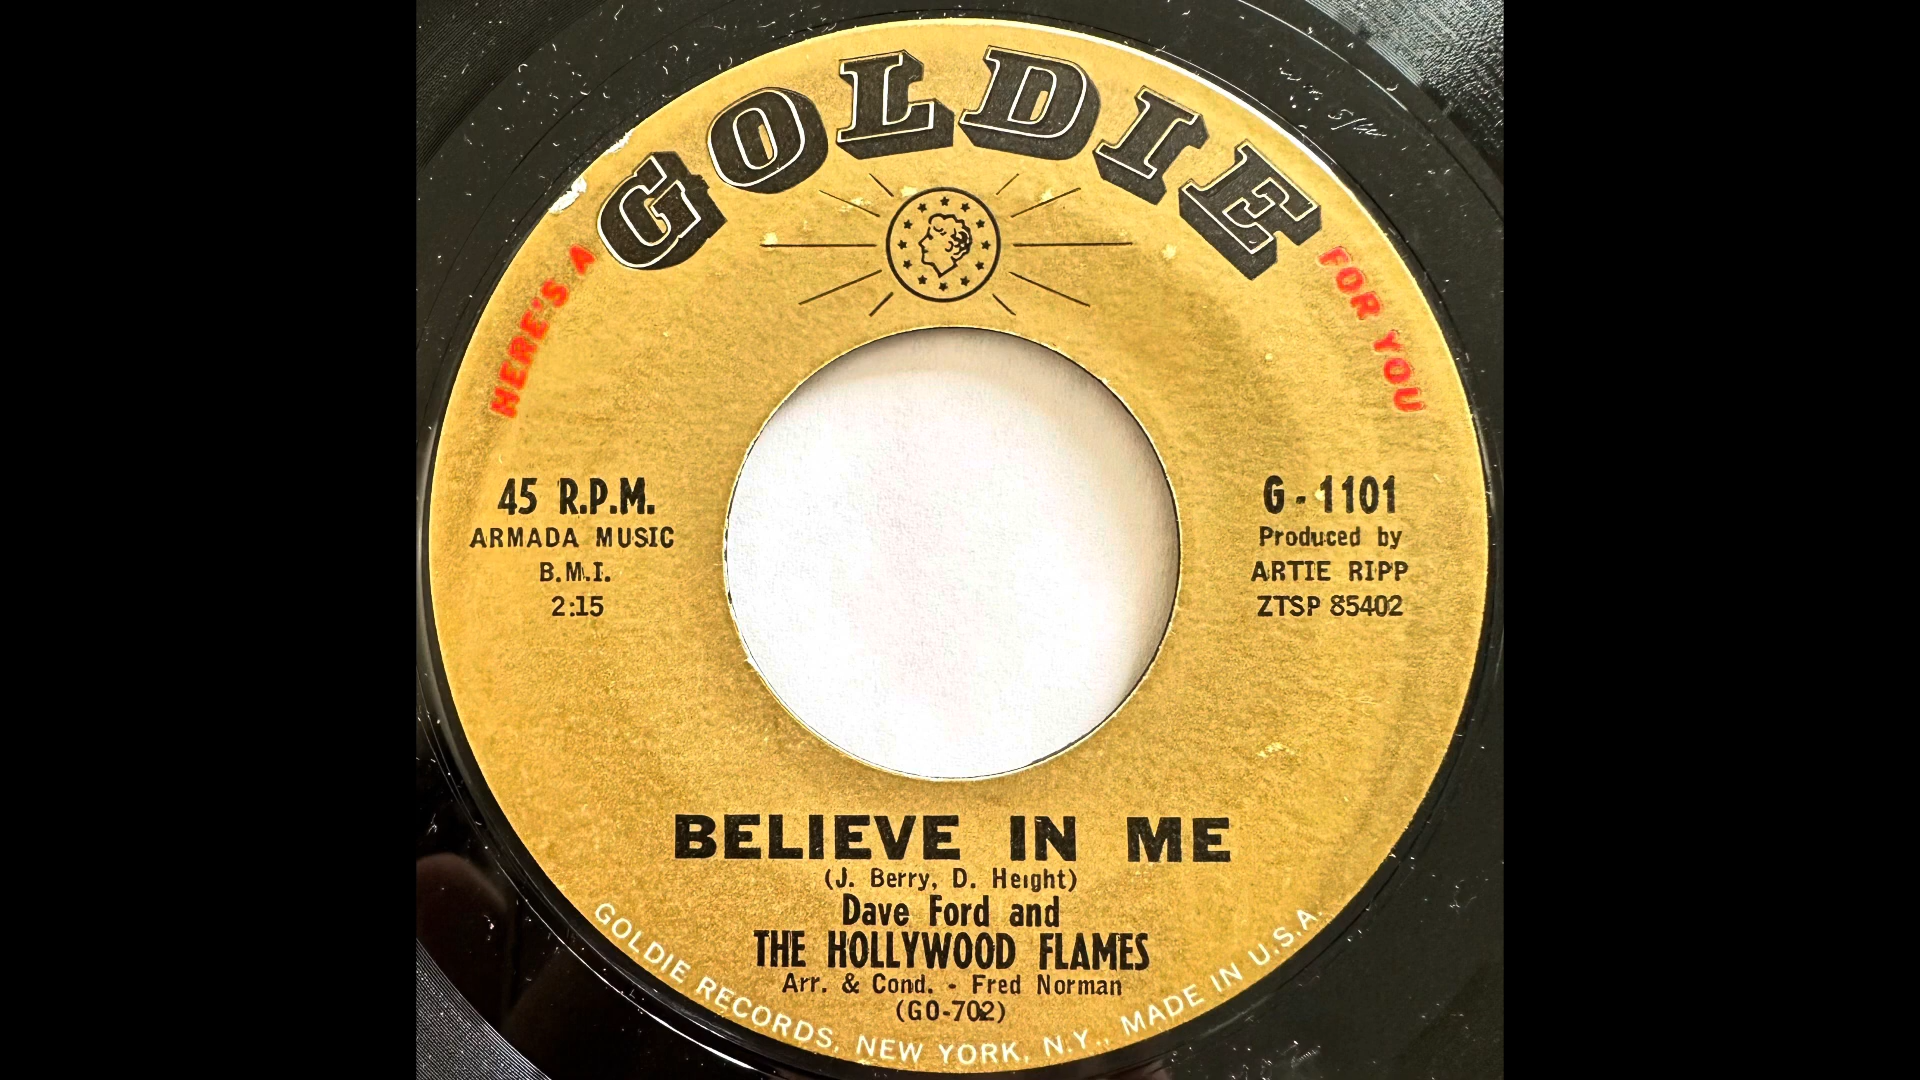 HERE'S A GOLDIE FOR YOU
45 R.P.M.
ARMADA MUSIC
B.M.I.
2:15
G-1101
Produced by
ARTIE RIPP
ZTSP 85402
BELIEVE IN ME
(J. Berry, D. Height)
Dave Ford and
THE HOLLYWOOD FLAMES
Arr. & Cond. - Fred Norman
(GO-702)
GOLDIE RECORDS, NEW YORK, N.Y., MADE IN U.S.A.